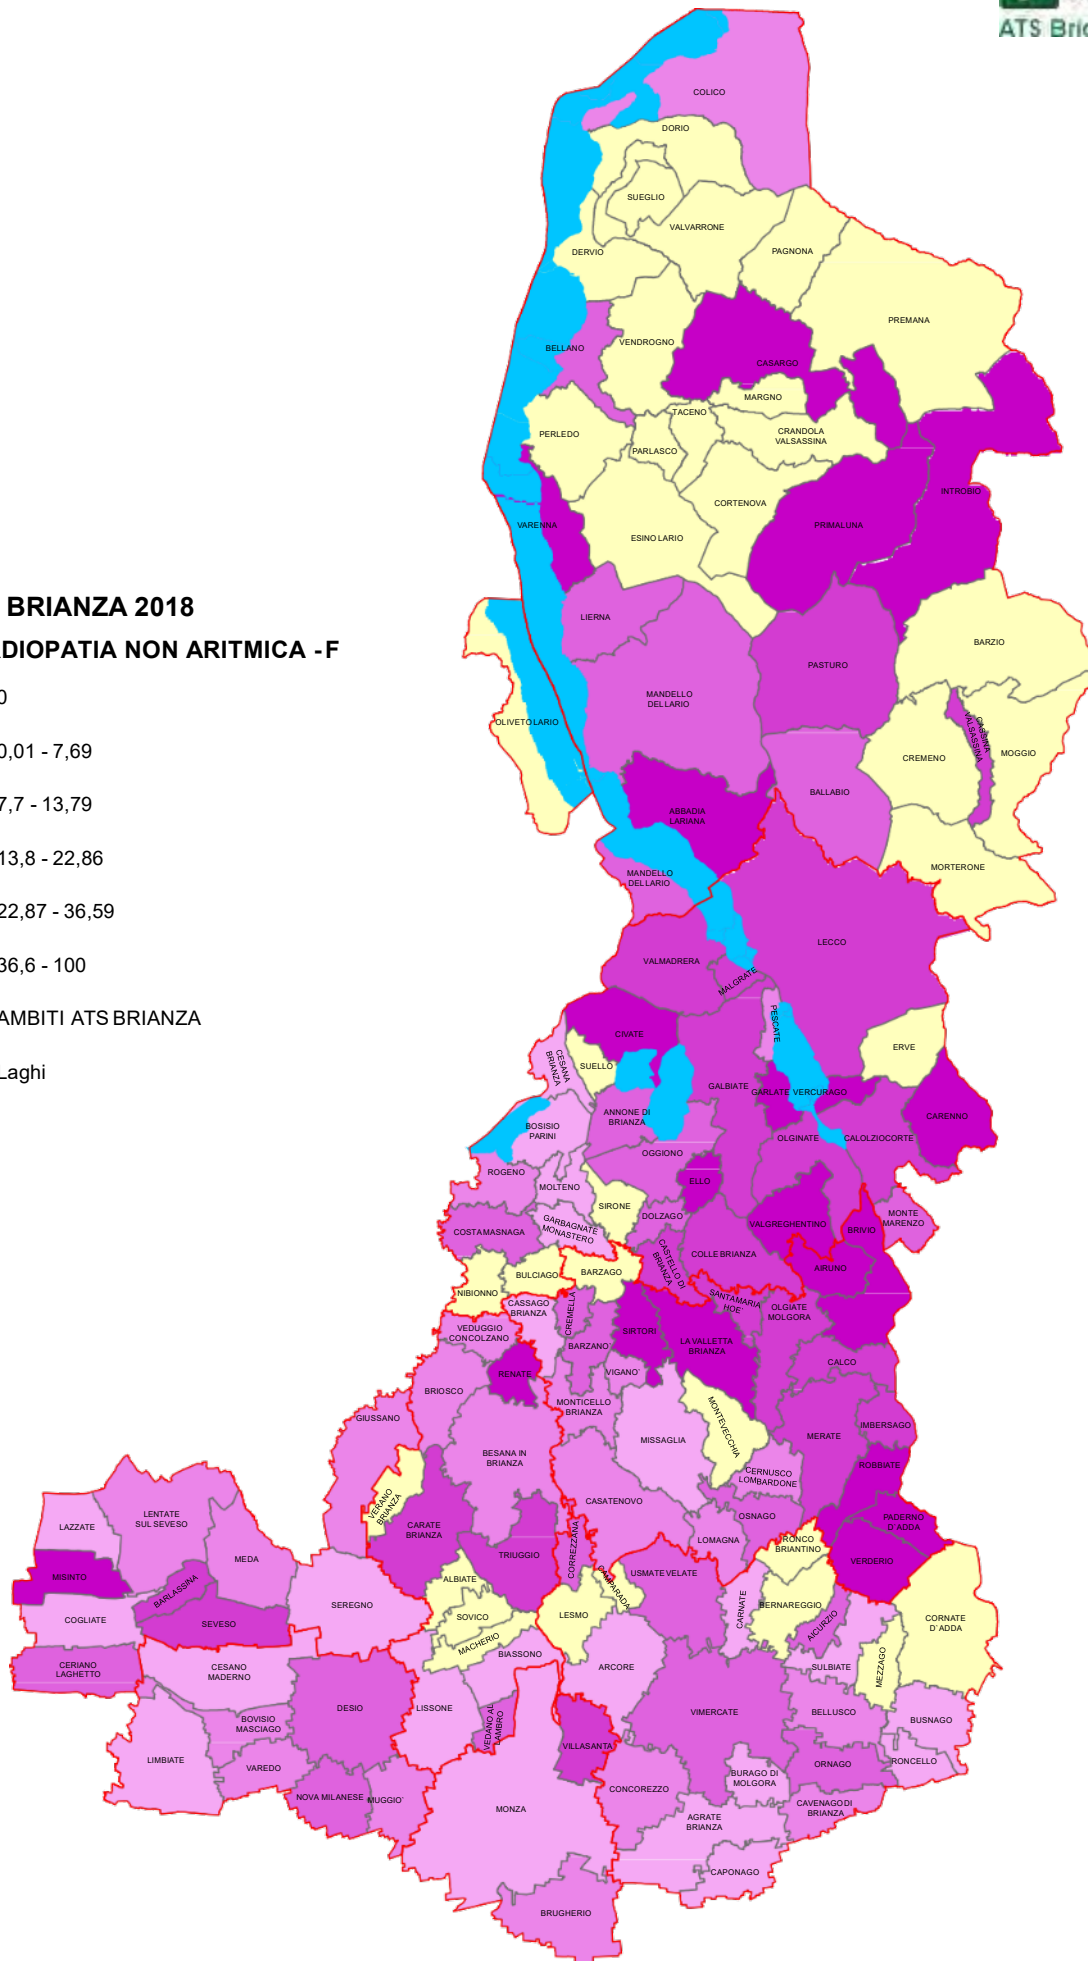 ATS Bri
BRIANZA 2018
DIOPATIA NON ARITMICA - F
0
0,01 - 7,69
7,7 - 13,79
13,8 - 22,86
22,87 - 36,59
36,6 - 100
AMBITI ATS BRIANZA
Laghi
COLICO
DORIO
SUEGLIO
VALVARRONE
PAGNONA
DERVIO
PREMANA
BELLANO
VENDROGNO
CASARGO
MARGNO
TACENO
PERLEDO
CRANDOLA
VALSASSINA
PARLASCO
INTROBIO
CORTENOVA
VARENNA
PRIMALUNA
ESINO LARIO
LIERNA
BARZIO
PASTURO
MANDELLO
DEL LARIO
OLIVETO LARIO
CASSINA
VALSASSINA
CREMENO
MOGGIO
BALLABIO
ABBADIA
LARIANA
MORTERONE
MANDELLO
DEL LARIO
LECCO
VALMADRERA
MALGRATE
PESCATE
CIVATE
ERVE
CESANA
BRIANZA
SUELLO
GALBIATE
GARLATE
VERCURAGO
CARENNO
ANNONE DI
BRIANZA
BOSISIO
PARINI
OLGINATE
CALOLZIOCORTE
OGGIONO
ROGENO
ELLO
MOLTENO
SIRONE
DOLZAGO
MONTE
MARENZO
GARBAGNATE
MONASTERO
VALGREGHENTINO
BRIVIO
COSTA MASNAGA
COLLE BRIANZA
CASTELLO DI
BRIANZA
AIRUNO
BARZAGO
BULCIAGO
NIBIONNO
SANTA MARIA
HOE'
CASSAGO
BRIANZA
CREMELLA
OLGIATE
MOLGORA
VEDUGGIO
CONCOLZANO
SIRTORI
LA VALLETTA
BRIANZA
BARZANO'
CALCO
RENATE
VIGANO'
BRIOSCO
MONTICELLO
BRIANZA
MONTEVECCHIA
GIUSSANO
IMBERSAGO
MERATE
MISSAGLIA
BESANA IN
BRIANZA
ROBBIATE
CERNUSCO
LOMBARDONE
VERANO
BRIANZA
CASATENOVO
LENTATE
SUL SEVESO
OSNAGO
PADERNO
D'ADDA
LAZZATE
CARATE
BRIANZA
CORREZZANA
LOMAGNA
RONCO
BRIANTINO
TRIUGGIO
MEDA
VERDERIO
MISINTO
CAMPARADA
USMATE VELATE
ALBIATE
BARLASSINA
SEREGNO
CARNATE
BERNAREGGIO
COGLIATE
SOVICO
LESMO
AICURZIO
CORNATE
D'ADDA
SEVESO
MACHERIO
BIASSONO
MEZZAGO
CERIANO
LAGHETTO
CESANO
MADERNO
ARCORE
SULBIATE
DESIO
LISSONE
VEDANO AL
LAMBRO
VIMERCATE
BELLUSCO
BUSNAGO
BOVISIO
MASCIAGO
VILLASANTA
LIMBIATE
RONCELLO
VAREDO
ORNAGO
BURAGO DI
MOLGORA
CONCOREZZO
NOVA MILANESE
MUGGIO'
CAVENAGO DI
BRIANZA
MONZA
AGRATE
BRIANZA
CAPONAGO
BRUGHERIO